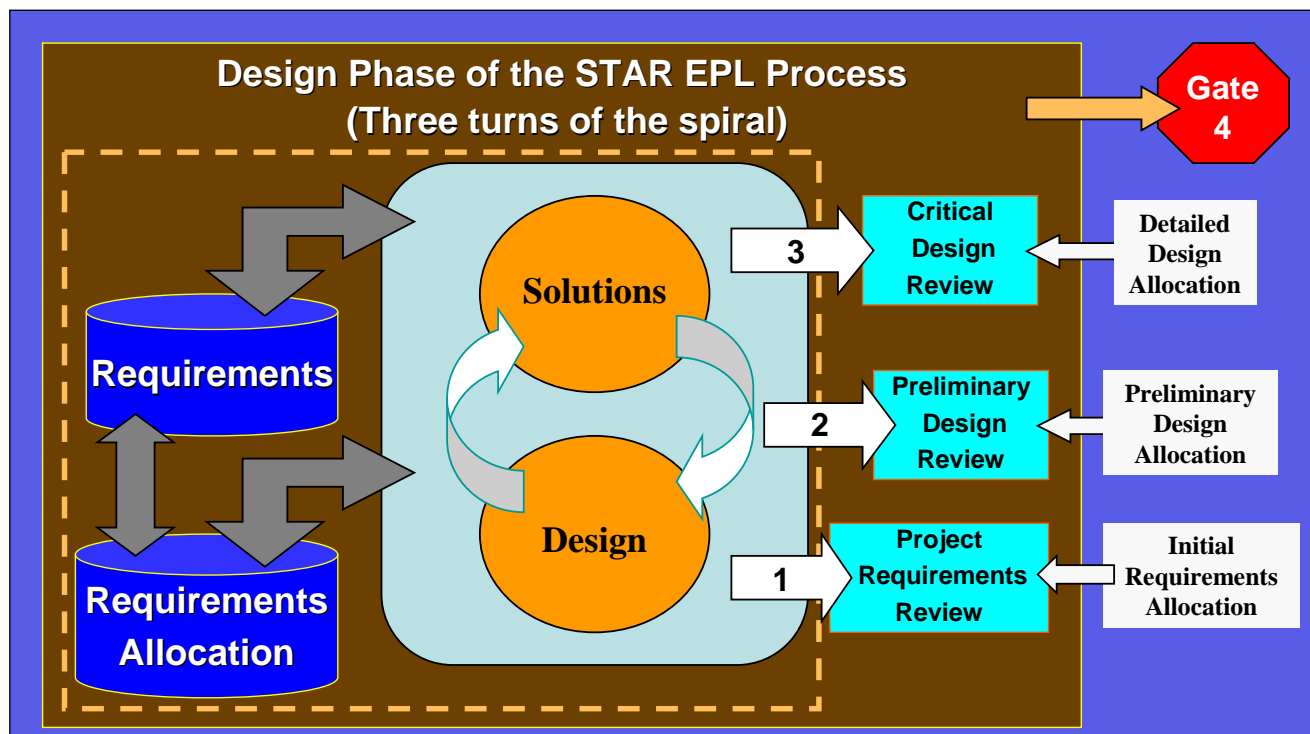 Design Phase of the STAR EPL Process
(Three turns of the spiral)
Gate
4
Requirements
Requirements
Allocation
Solutions
Design
3
Critical
Design
Review
Detailed
Design
Allocation
2
Preliminary
Design
Review
Preliminary
Design
Allocation
1
Project
Requirements
Review
Initial
Requirements
Allocation